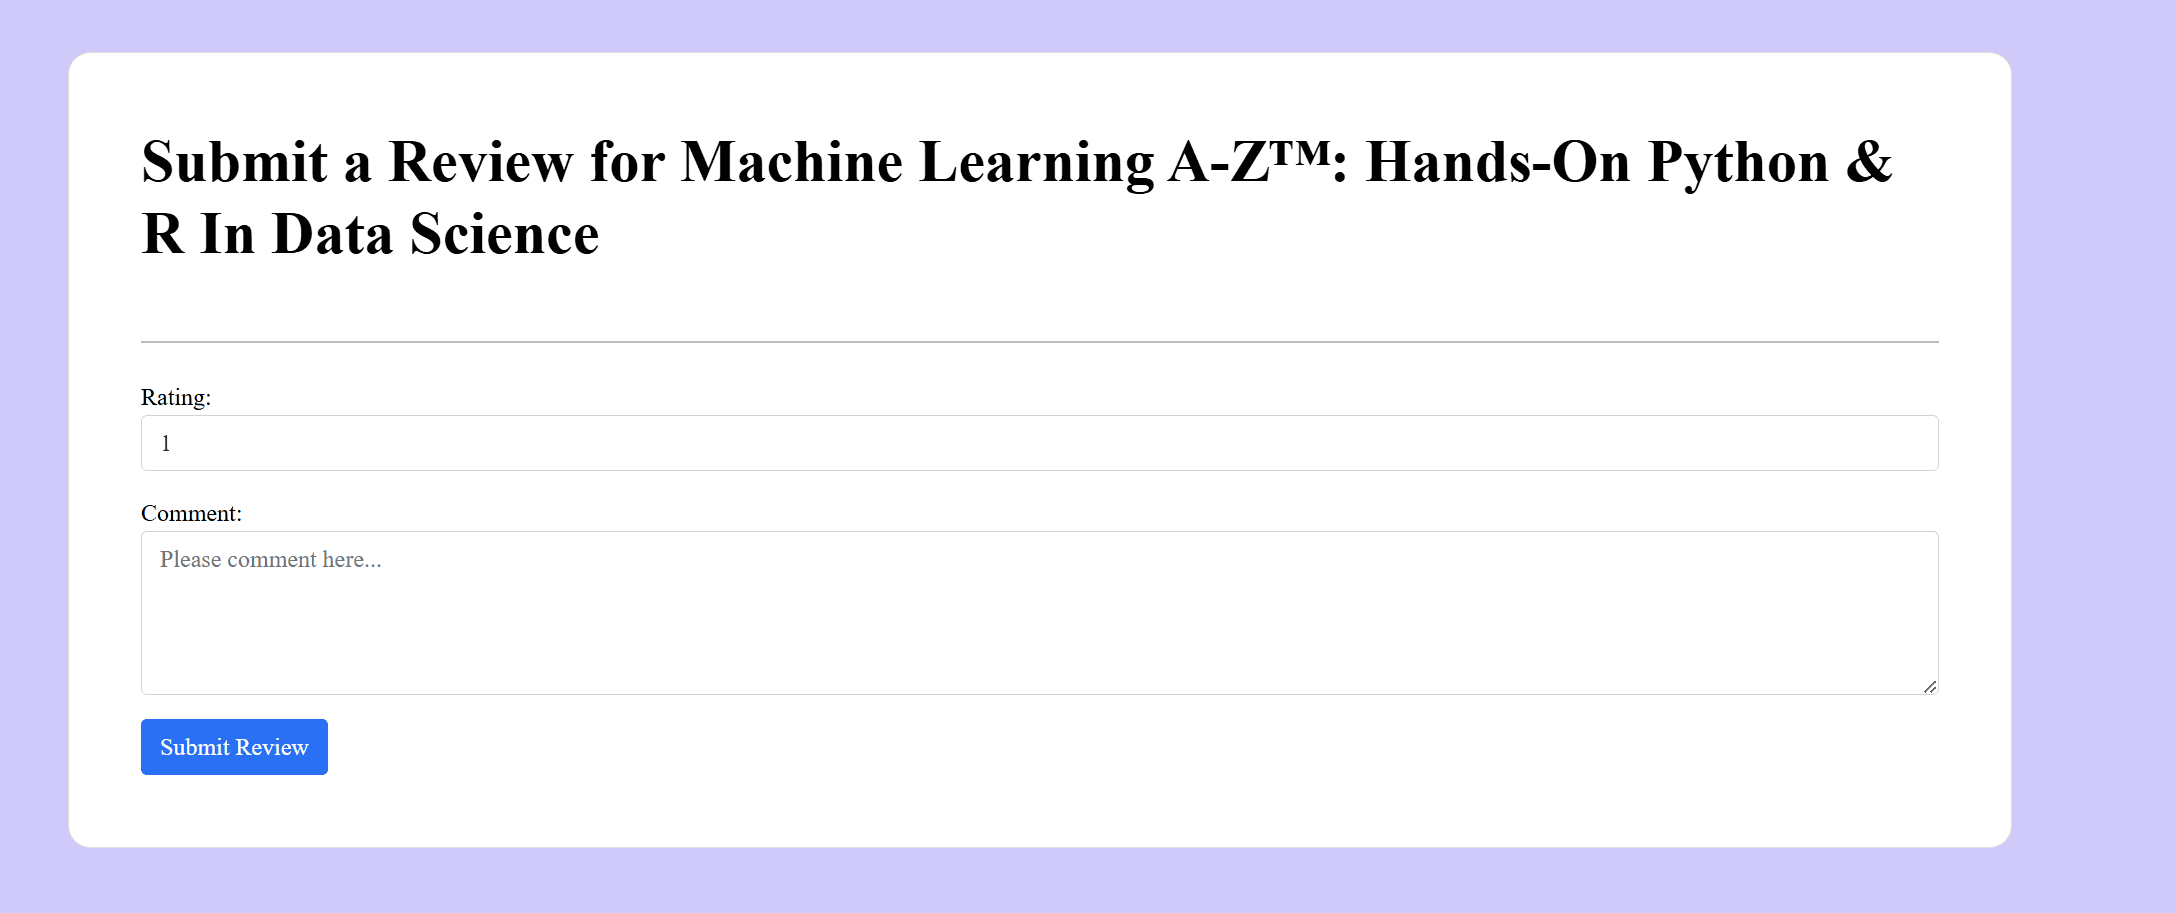 Submit a Review for Machine Learning A-Z™: Hands-On Python &
R In Data Science
Rating:
1
Comment:
Please comment here...
Submit Review